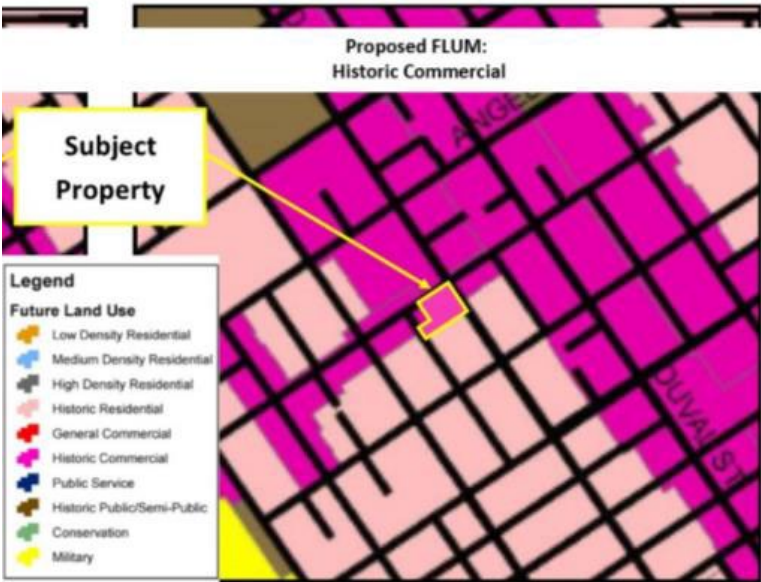 Proposed FLUM:
Historic Commercial
Subject
Property
DUVAL ST
Legend
Future Land Use
Low Density Residential
Medium Density Residential
High Density Residential
Historic Residential
General Commercial
Historic Commercial
Public Service
Historic Public/Semi-Public
Conservation
Military